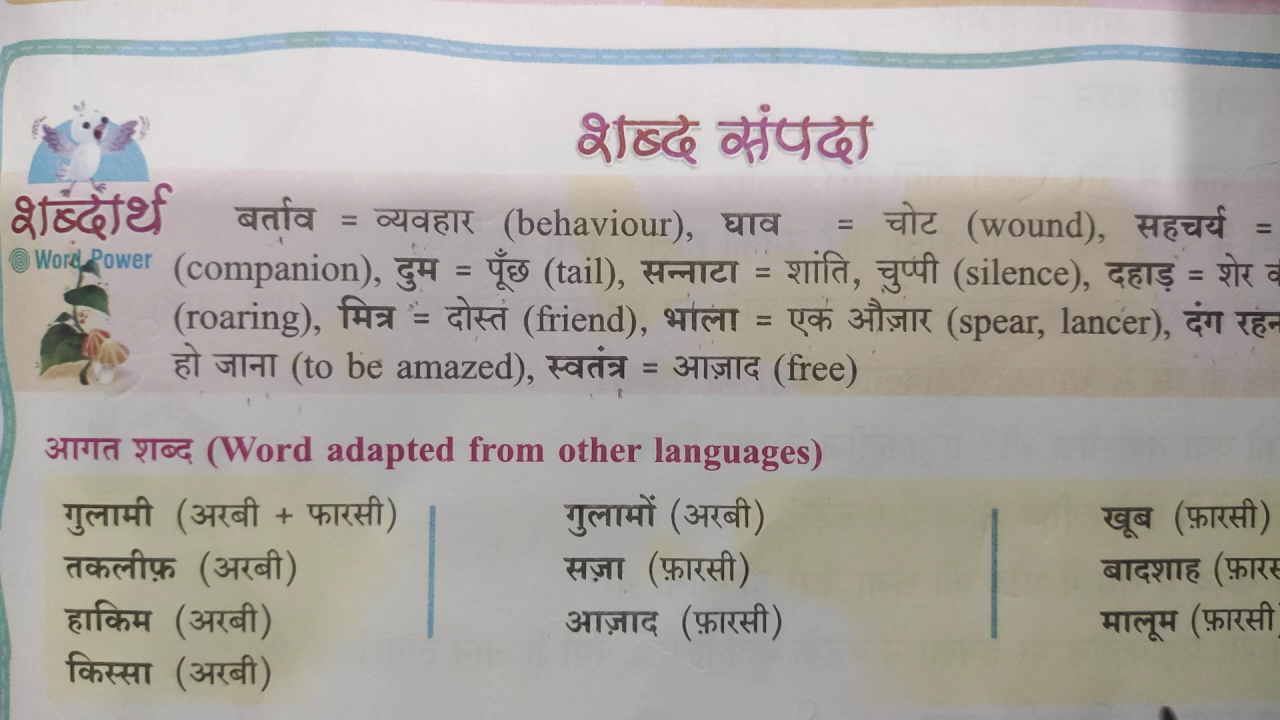 शब्द संपदा
शब्दार्थ
@ Word Power
बर्ताव = व्यवहार (behaviour), घाव = चोट (wound), सहचर्य =
(companion), दुम = पूँछ (tail), सन्नाटा = शांति, चुप्पी (silence), दहाड़ = शेर
(roaring), मित्र = दोस्त (friend), भाला = एक औज़ार (spear, lancer), दंग
हो जाना (to be amazed), स्वतंत्र = आज़ाद (free)
आगत शब्द (Word adapted from other languages)
गुलामी (अरबी + फारसी) गुलामों (अरबी) खूब (फ़ारसी)
तकलीफ़ (अरबी) सज़ा (फ़ारसी) बादशाह
हाकिम (अरबी) आज़ाद (फ़ारसी) मालूम (फ़ारसी
किस्सा (अरबी)